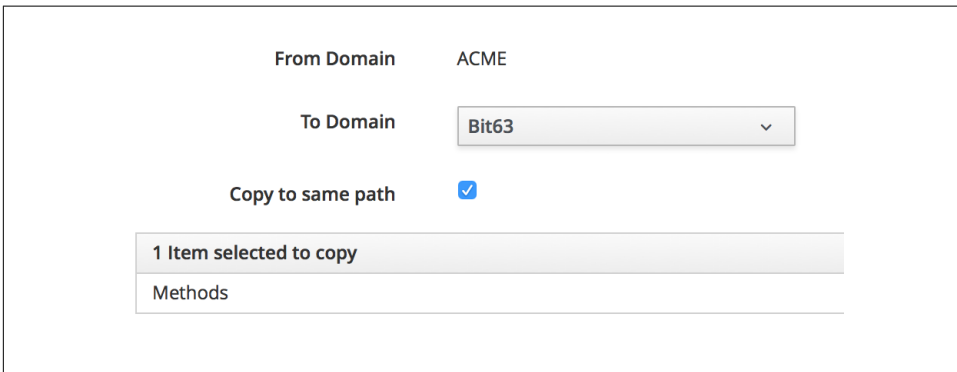 From Domain ACME
To Domain Bit63
Copy to same path
1 Item selected to copy
Methods